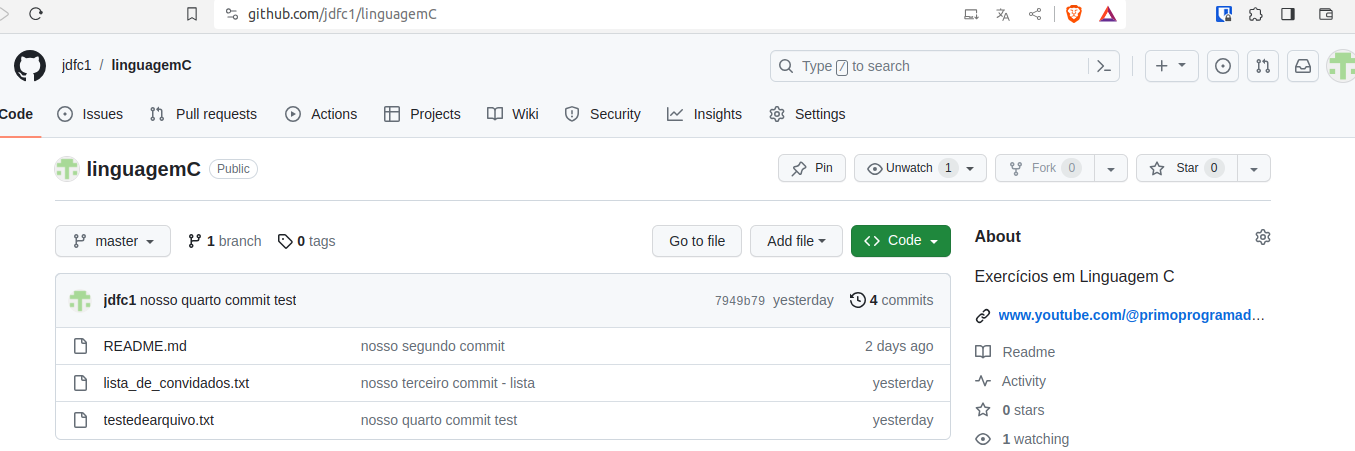 github.com/jdfc1/linguagemC
jdfc1 / linguagemC
Type / to search
Code Issues Pull requests Actions Projects Wiki Security Insights Settings
linguagemC Public
Pin Unwatch 1 Fork 0 Star 0
master 1 branch 0 tags Go to file Add file Code
About
Exercícios em Linguagem C
www.youtube.com/@primoprogramad...
Readme
Activity
0 stars
1 watching
jdfc1 nosso quarto commit test 7949b79 yesterday 4 commits
README.md nosso segundo commit 2 days ago
lista_de_convidados.txt nosso terceiro commit - lista yesterday
testedearquivo.txt nosso quarto commit test yesterday